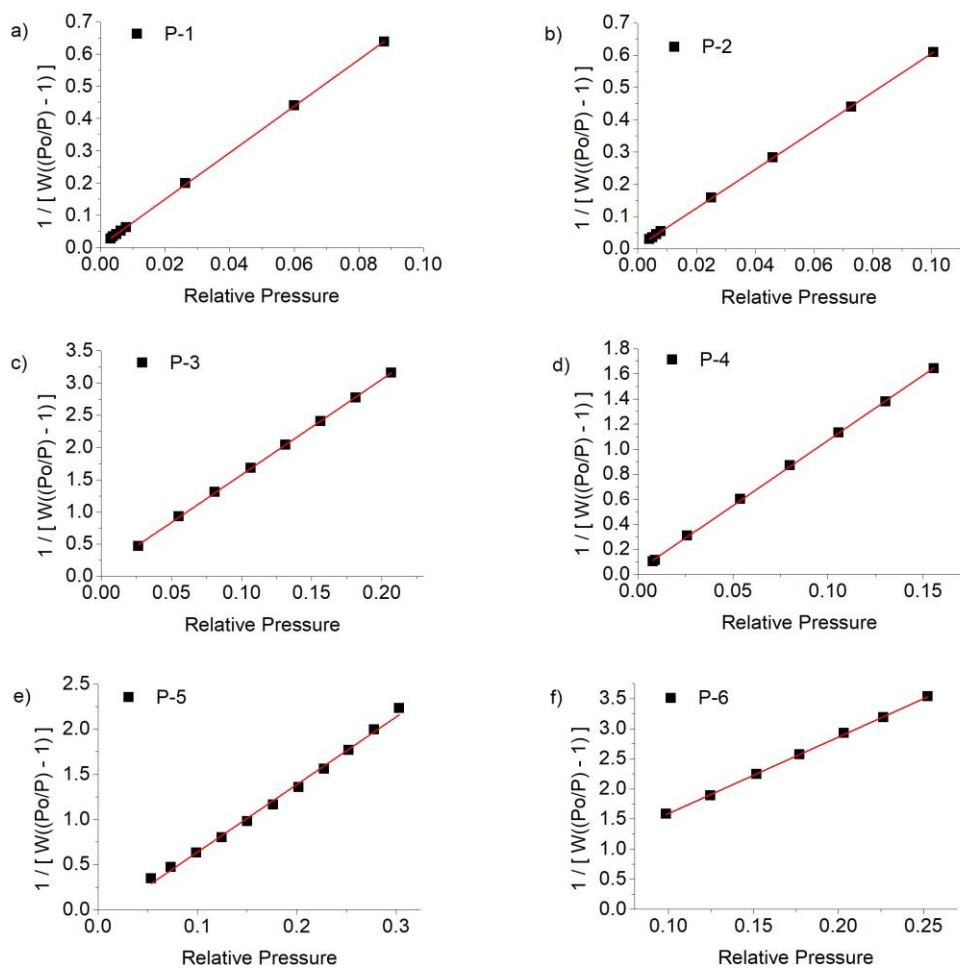 a)
P-1
1 / [ W((Po/P) - 1) ]
0.7
0.6
0.5
0.4
0.3
0.2
0.1
0.0
0.00 0.02 0.04 0.06 0.08 0.10
Relative Pressure
b)
P-2
1 / [ W((Po/P) - 1) ]
0.7
0.6
0.5
0.4
0.3
0.2
0.1
0.0
0.00 0.02 0.04 0.06 0.08 0.10
Relative Pressure
c)
P-3
1 / [ W((Po/P) - 1) ]
3.5
3.0
2.5
2.0
1.5
1.0
0.5
0.0
0.00 0.05 0.10 0.15 0.20
Relative Pressure
d)
P-4
1 / [ W((Po/P) - 1) ]
1.8
1.6
1.4
1.2
1.0
0.8
0.6
0.4
0.2
0.0
0.00 0.05 0.10 0.15
Relative Pressure
e)
P-5
1 / [ W((Po/P) - 1) ]
2.5
2.0
1.5
1.0
0.5
0.0
0.0 0.1 0.2 0.3
Relative Pressure
f)
P-6
1 / [ W((Po/P) - 1) ]
3.5
3.0
2.5
2.0
1.5
1.0
0.5
0.0
0.10 0.15 0.20 0.25
Relative Pressure